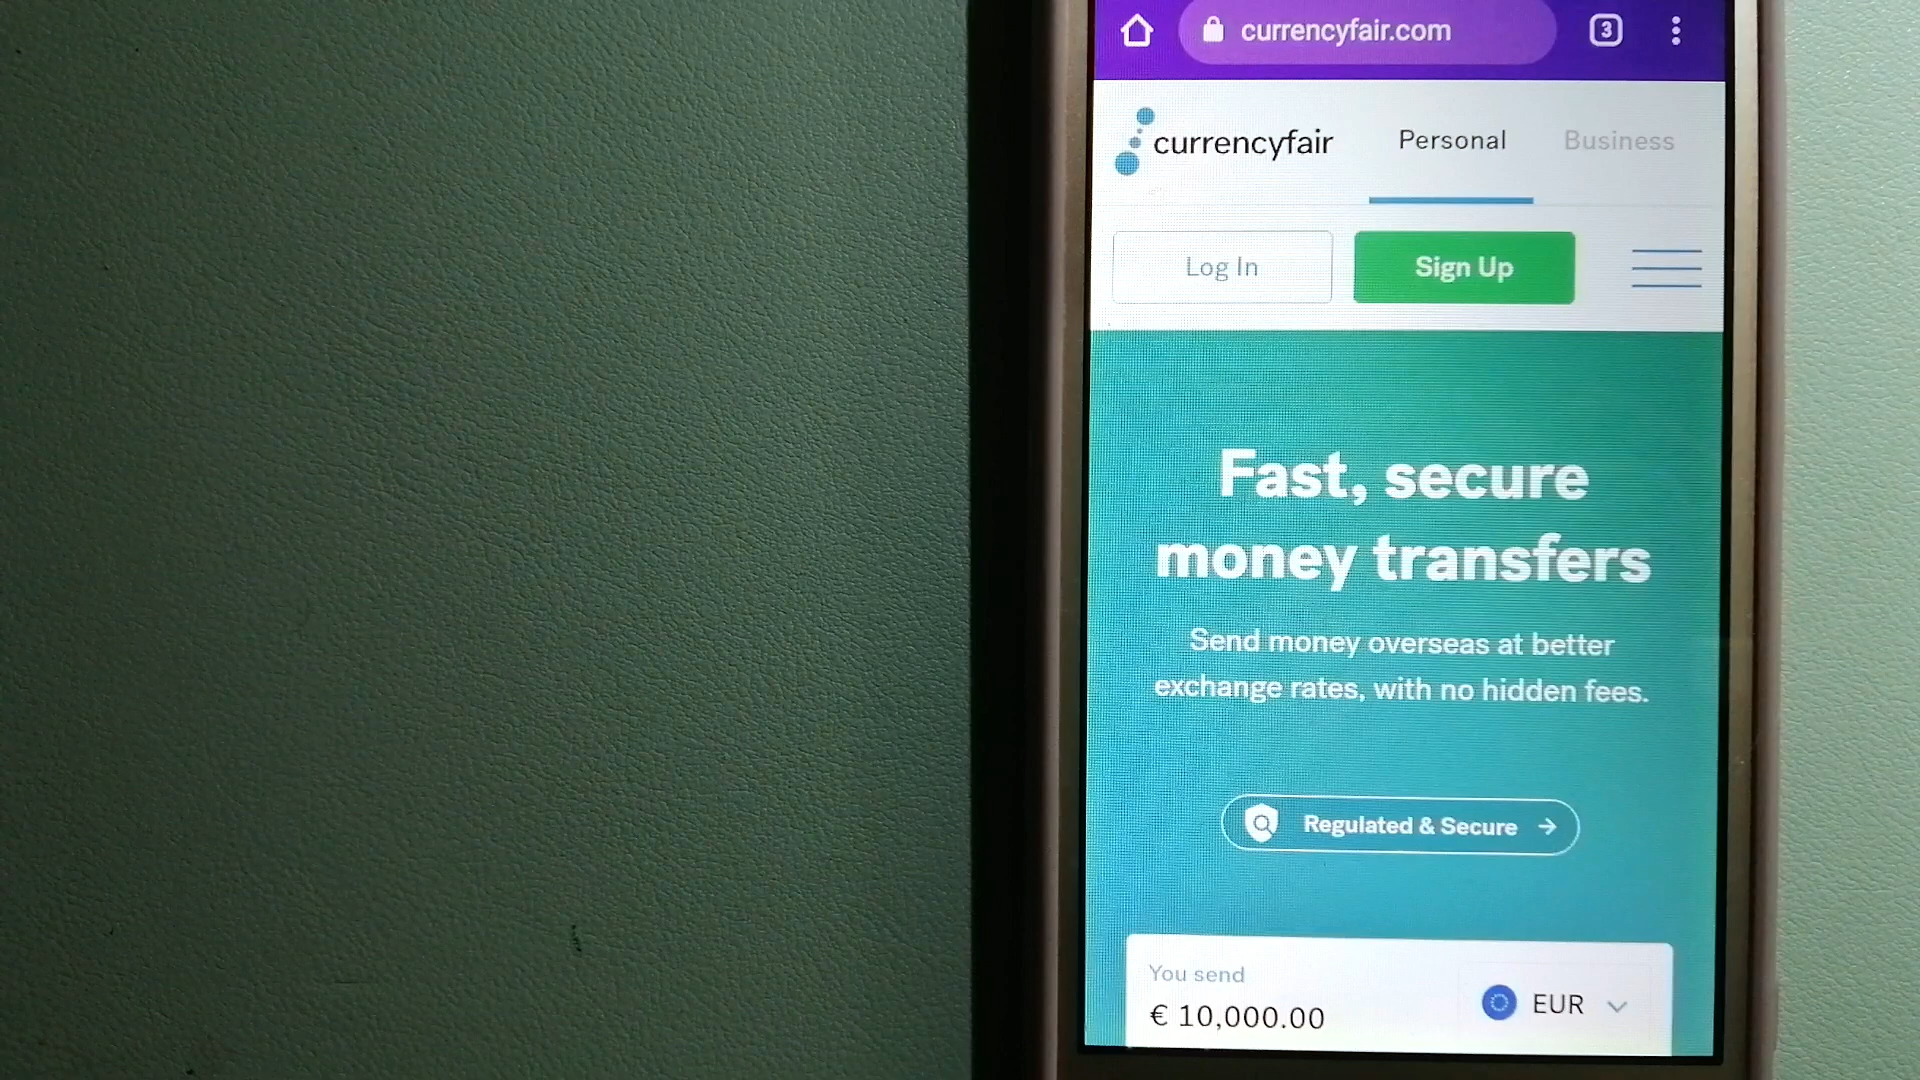 currencyfair.com
3
currencyfair
Personal
Business
Log In
Sign Up
Fast, secure
money transfers
Send money overseas at better
exchange rates, with no hidden fees.
Regulated & Secure
You send
€ 10,000.00
EUR